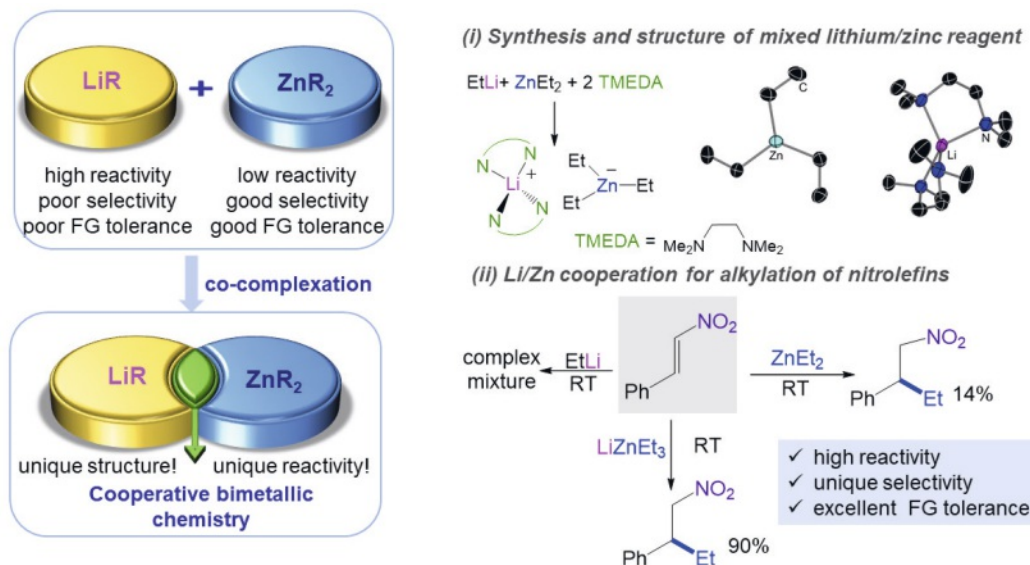 LiR
+
ZnR2
high reactivity
poor selectivity
poor FG tolerance
low reactivity
good selectivity
good FG tolerance
co-complexation
LiR
ZnR2
unique structure!
unique reactivity!
Cooperative bimetallic
chemistry
(i) Synthesis and structure of mixed lithium/zinc reagent
EtLi+ ZnEt2 + 2 TMEDA
N
N
Li
+
N
N
Et
–
Zn
Et
Et
C
Zn
N
Li
TMEDA = Me2N NMe2
(ii) Li/Zn cooperation for alkylation of nitrolefins
complex
mixture
EtLi
RT
NO2
Ph
ZnEt2
RT
NO2
Ph
Et
14%
LiZnEt3
RT
NO2
Ph
Et
90%
✓ high reactivity
✓ unique selectivity
✓ excellent FG tolerance